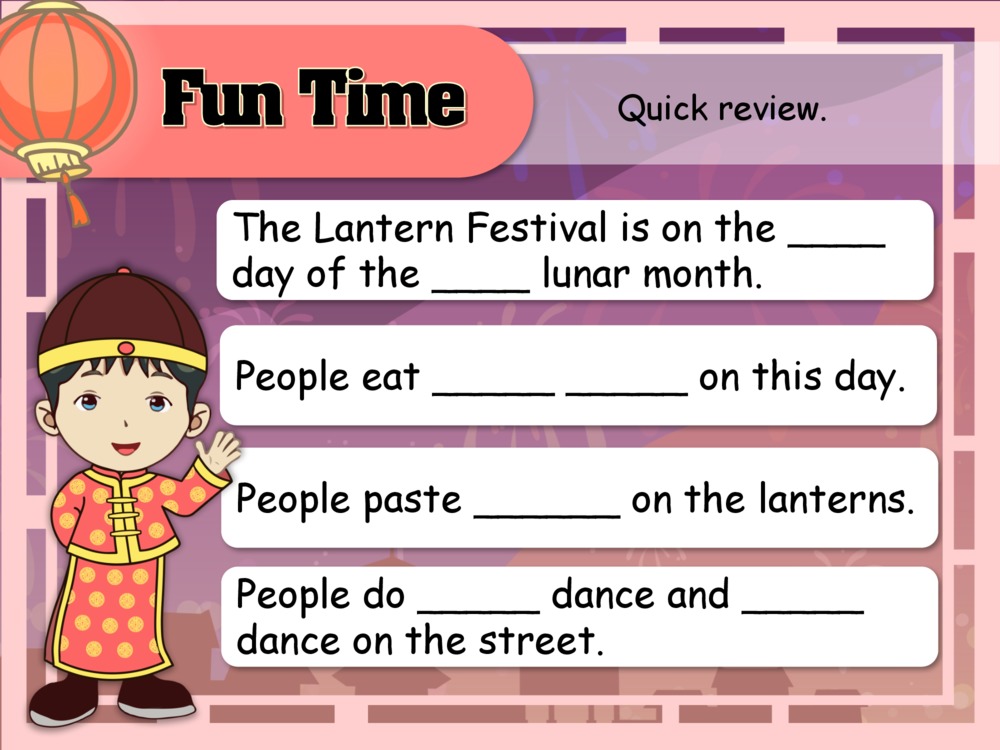 Fun Time
Quick review.
The Lantern Festival is on the ____
day of the ____ lunar month.
People eat _____ _____ on this day.
People paste ______ on the lanterns.
People do _____ dance and _____
dance on the street.